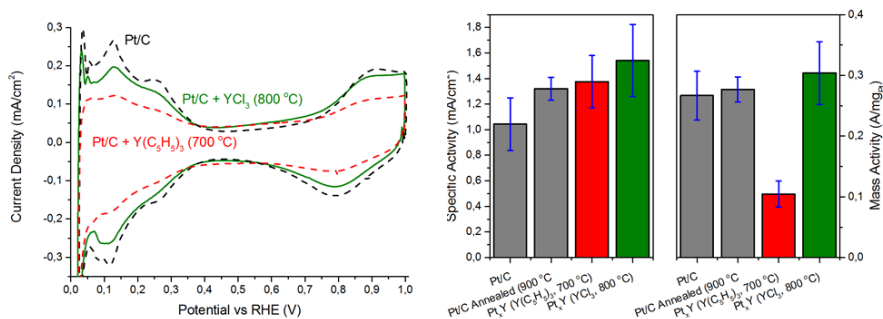 Pt/C
Pt/C + YCl3 (800 °C)
Pt/C + Y(C5H5)3 (700 °C)
Current Density (mA/cm²)
0,3
0,2
0,1
0,0
0,1
0,2
0,3
0,0 0,1 0,2 0,3 0,4 0,5 0,6 0,7 0,8 0,9 1,0
Potential vs RHE (V)
Specific Activity (mA/cm²)
1,8
1,6
1,4
1,2
1,0
0,8
0,6
0,4
0,2
0,0
Pt/C
Pt/C Annealed (900 °C
PtxY (Y(C5H5)3, 700 °C)
PtxY (YCl3, 800 °C)
Pt/C
Pt/C Annealed (900 °C
PtxY (Y(C5H5)3, 700 °C)
PtxY (YCl3, 800 °C)
0,4
0,3
0,2
0,1
0,0
Mass Activity (A/mgPt)